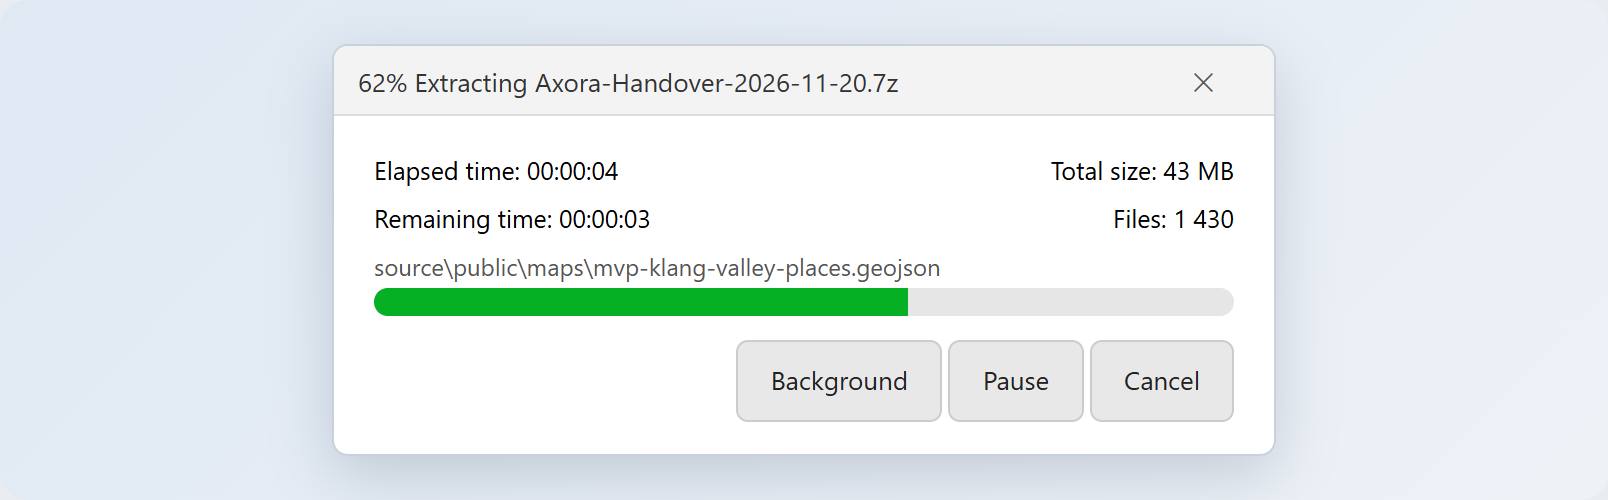 62% Extracting Axora-Handover-2026-11-20.7z
Elapsed time: 00:00:04
Total size: 43 MB
Remaining time: 00:00:03
Files: 1 430
source\public\maps\mvp-klang-valley-places.geojson
Background
Pause
Cancel